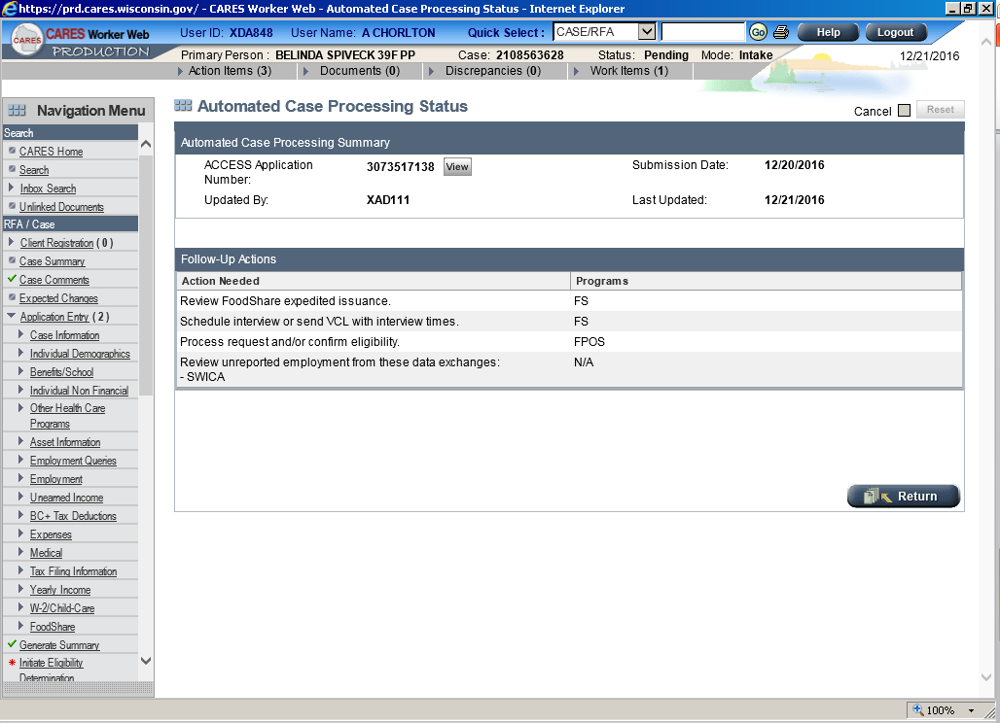 https://prd.cares.wisconsin.gov/ - CARES Worker Web - Automated Case Processing Status - Internet Explorer
CARES CARES Worker Web
PRODUCTION
User ID: XDA848 User Name: A CHORLTON Quick Select : CASE/RFA Go Help Logout
Primary Person : BELINDA SPIVECK 39F PP Case: 2108563628 Status: Pending Mode: Intake 12/21/2016
Action Items (3) Documents (0) Discrepancies (0) Work Items (1)
Navigation Menu
Search
CARES Home
Search
Inbox Search
Unlinked Documents
RFA / Case
Client Registration ( 0 )
Case Summary
Case Comments
Expected Changes
Application Entry ( 2 )
Case Information
Individual Demographics
Benefits/School
Individual Non Financial
Other Health Care
Programs
Asset Information
Employment Queries
Employment
Unearned Income
BC+ Tax Deductions
Expenses
Medical
Tax Filing Information
Yearly Income
W-2/Child-Care
FoodShare
Generate Summary
* Initiate Eligibility
Determination
Automated Case Processing Status
Cancel Reset
Automated Case Processing Summary
ACCESS Application
Number: 3073517138 View Submission Date: 12/20/2016
Updated By: XAD111 Last Updated: 12/21/2016
Follow-Up Actions
Action Needed Programs
Review FoodShare expedited issuance. FS
Schedule interview or send VCL with interview times. FS
Process request and/or confirm eligibility. FPOS
Review unreported employment from these data exchanges: N/A
- SWICA
Return
100%